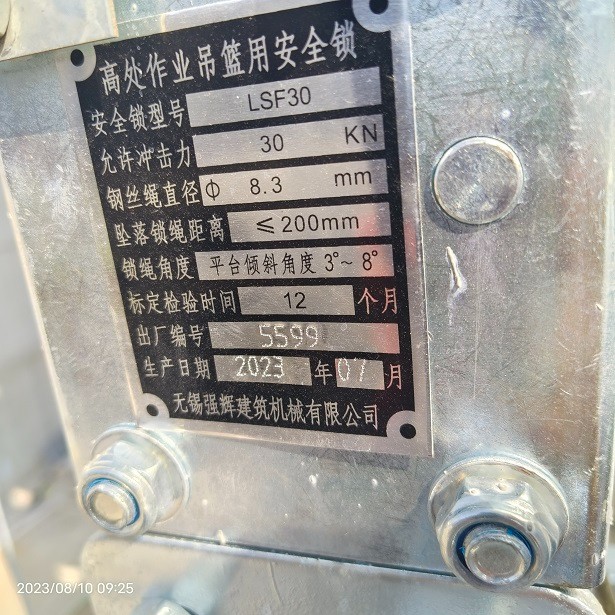 高处作业吊篮用安全锁
安全锁型号 LSF30
允许冲击力 30 KN
钢丝绳直径 Φ 8.3 mm
坠落锁绳距离 ≤200mm
锁绳角度 平台倾斜角度 3°~ 8°
标定检验时间 12 个月
出厂编号 5599
生产日期 2023 年 07 月
无锡强辉建筑机械有限公司
2023/08/10 09:25